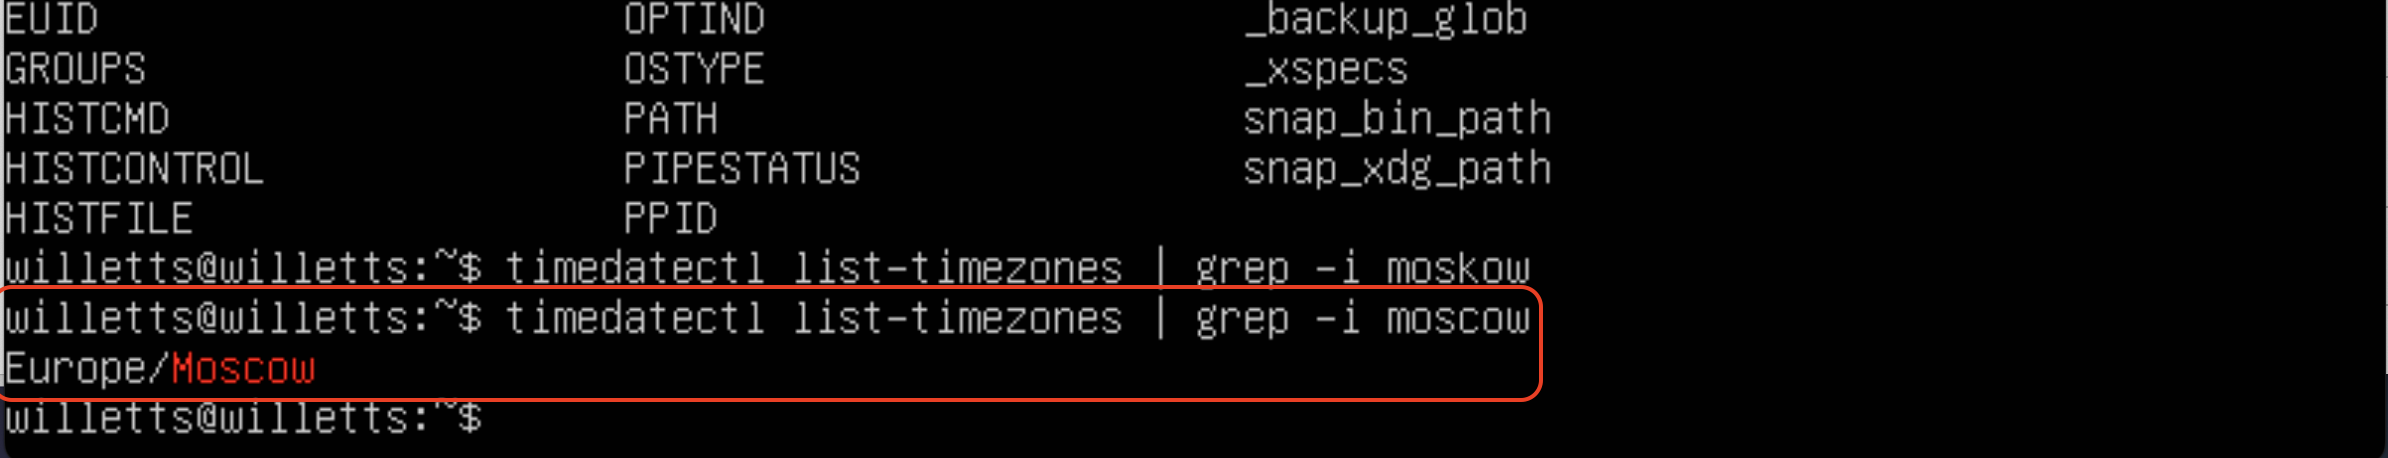 EUID OPTIND _backup_glob
GROUPS OSTYPE _xspecs
HISTCMD PATH snap_bin_path
HISTCONTROL PIPESTATUS snap_xdg_path
HISTFILE PPID
willetts@willetts:~$ timedatectl list-timezones | grep -i moskow
willetts@willetts:~$ timedatectl list-timezones | grep -i moscow
Europe/Moscow
willetts@willetts:~$